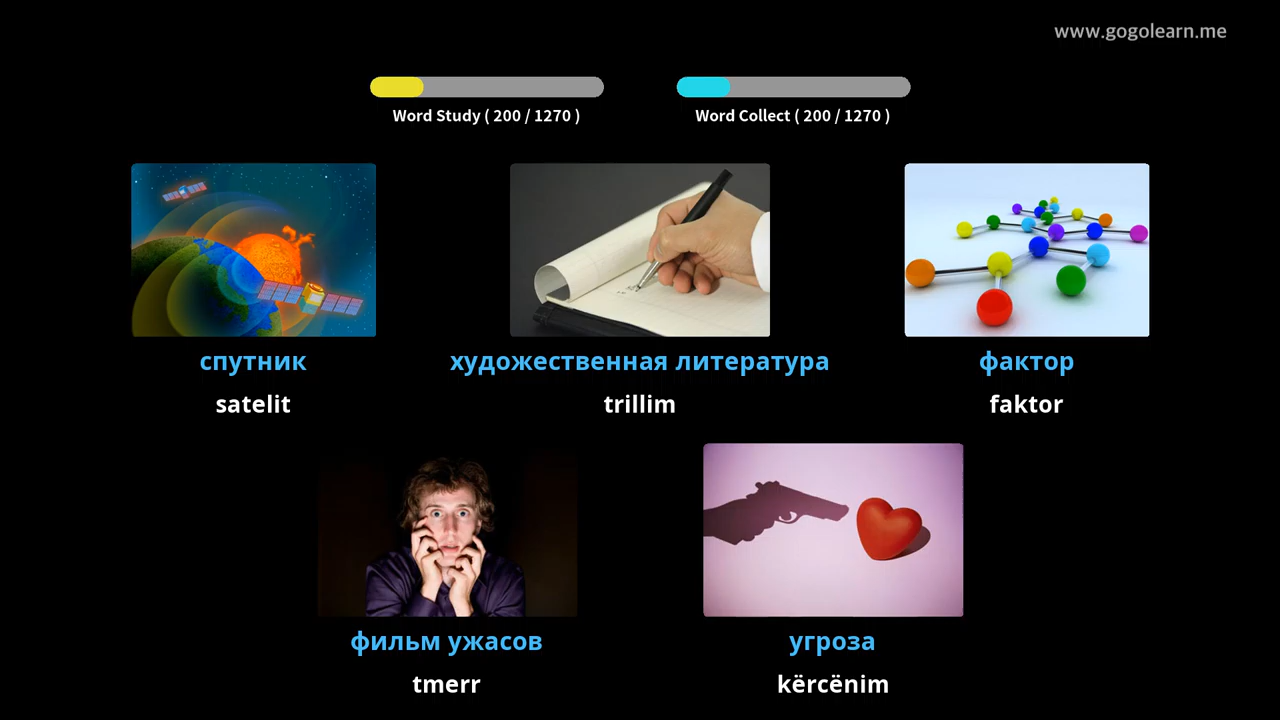 www.gogolearn.me
Word Study ( 200 / 1270 )
Word Collect ( 200 / 1270 )
спутник
художественная литература
фактор
satelit
trillim
faktor
фильм ужасов
угроза
tmerr
kërcënim